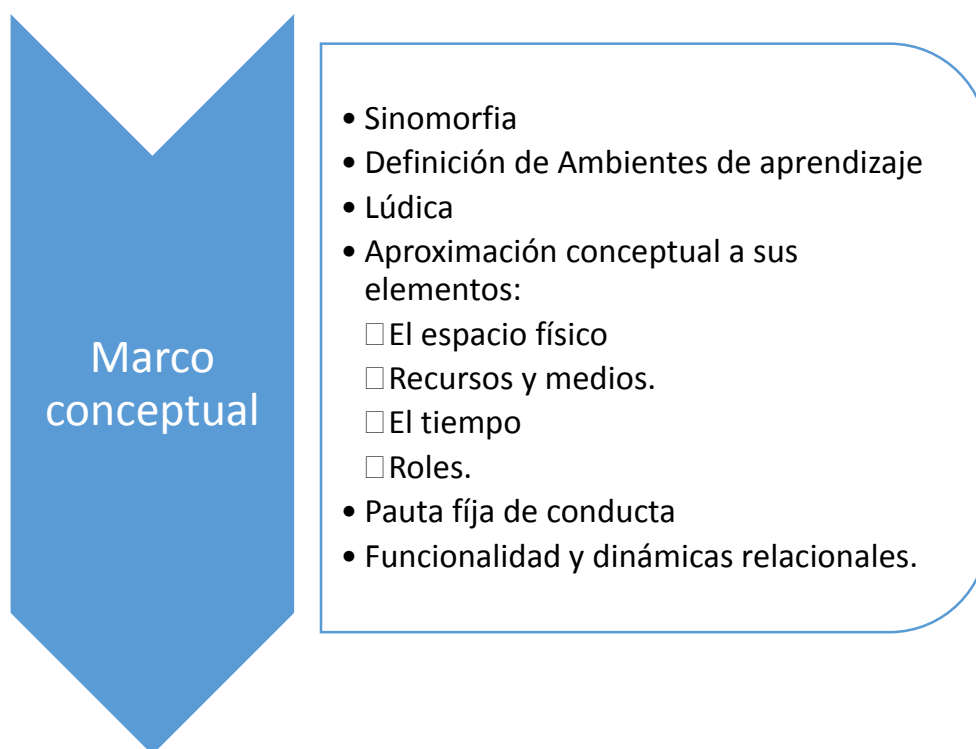 Marco
conceptual
• Sinomorfia
• Definición de Ambientes de aprendizaje
• Lúdica
• Aproximación conceptual a sus
elementos:
□El espacio físico
□Recursos y medios.
□El tiempo
□Roles.
• Pauta fíja de conducta
• Funcionalidad y dinámicas relacionales.